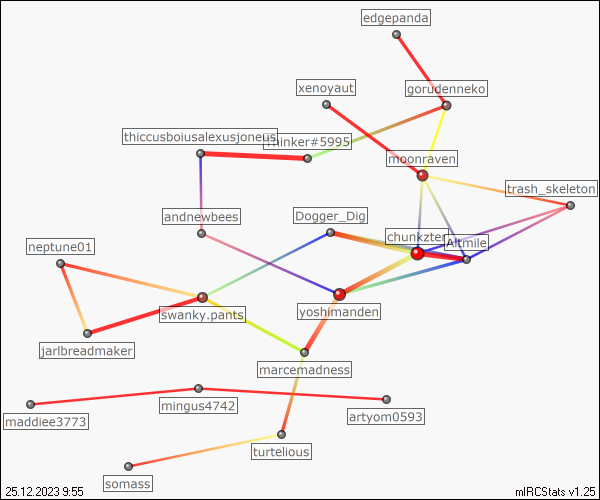 edgepanda
xenoyaut
gorudenneko
thiccusboiusalexusjoneus
Thinker#5995
moonraven
trash_skeleton
andnewbees
Dogger_Dig
chunkzter
Altmile
neptune01
swanky.pants
yoshimanden
jarlbreadmaker
marcemadness
maddiee3773
mingus4742
artyom0593
turtelious
somass
25.12.2023 9:55
mIRCStats v1.25